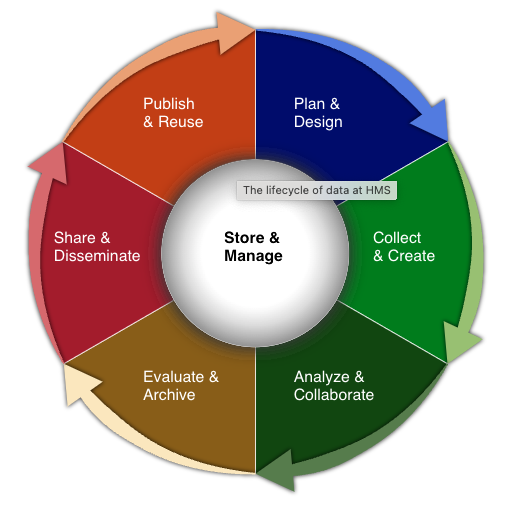 Publish
& Reuse
Plan &
Design
The lifecycle of data at HMS
Share &
Disseminate
Store &
Manage
Collect
& Create
Evaluate &
Archive
Analyze &
Collaborate